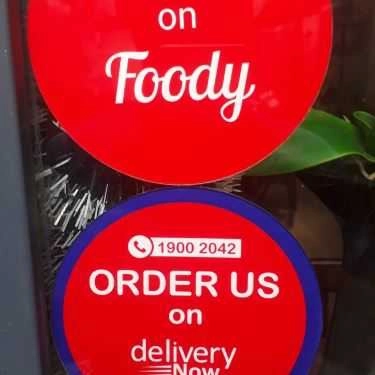 on
Foody
1900 2042
ORDER US
on
delivery
Now